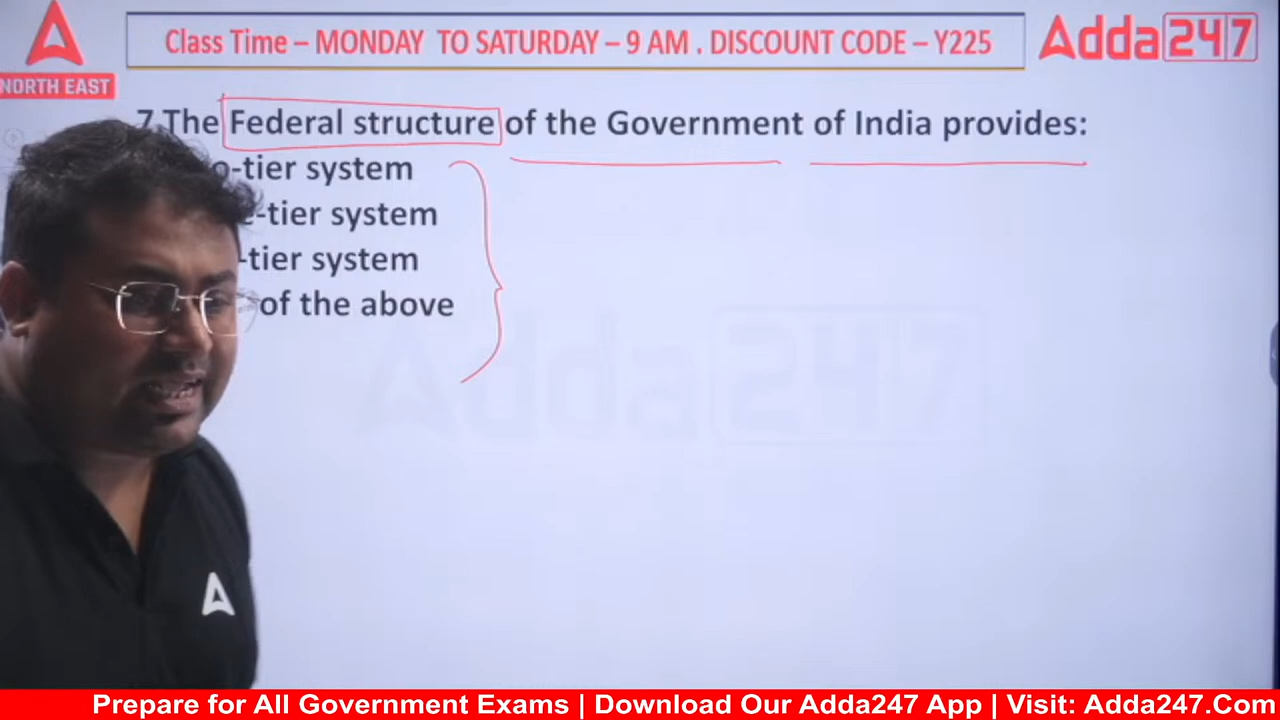 Class Time – MONDAY TO SATURDAY – 9 AM . DISCOUNT CODE – Y225
Adda247
NORTH EAST
7.The Federal structure of the Government of India provides:
-tier system
-tier system
-tier system
of the above
Adda247
Prepare for All Government Exams | Download Our Adda247 App | Visit: Adda247.Com